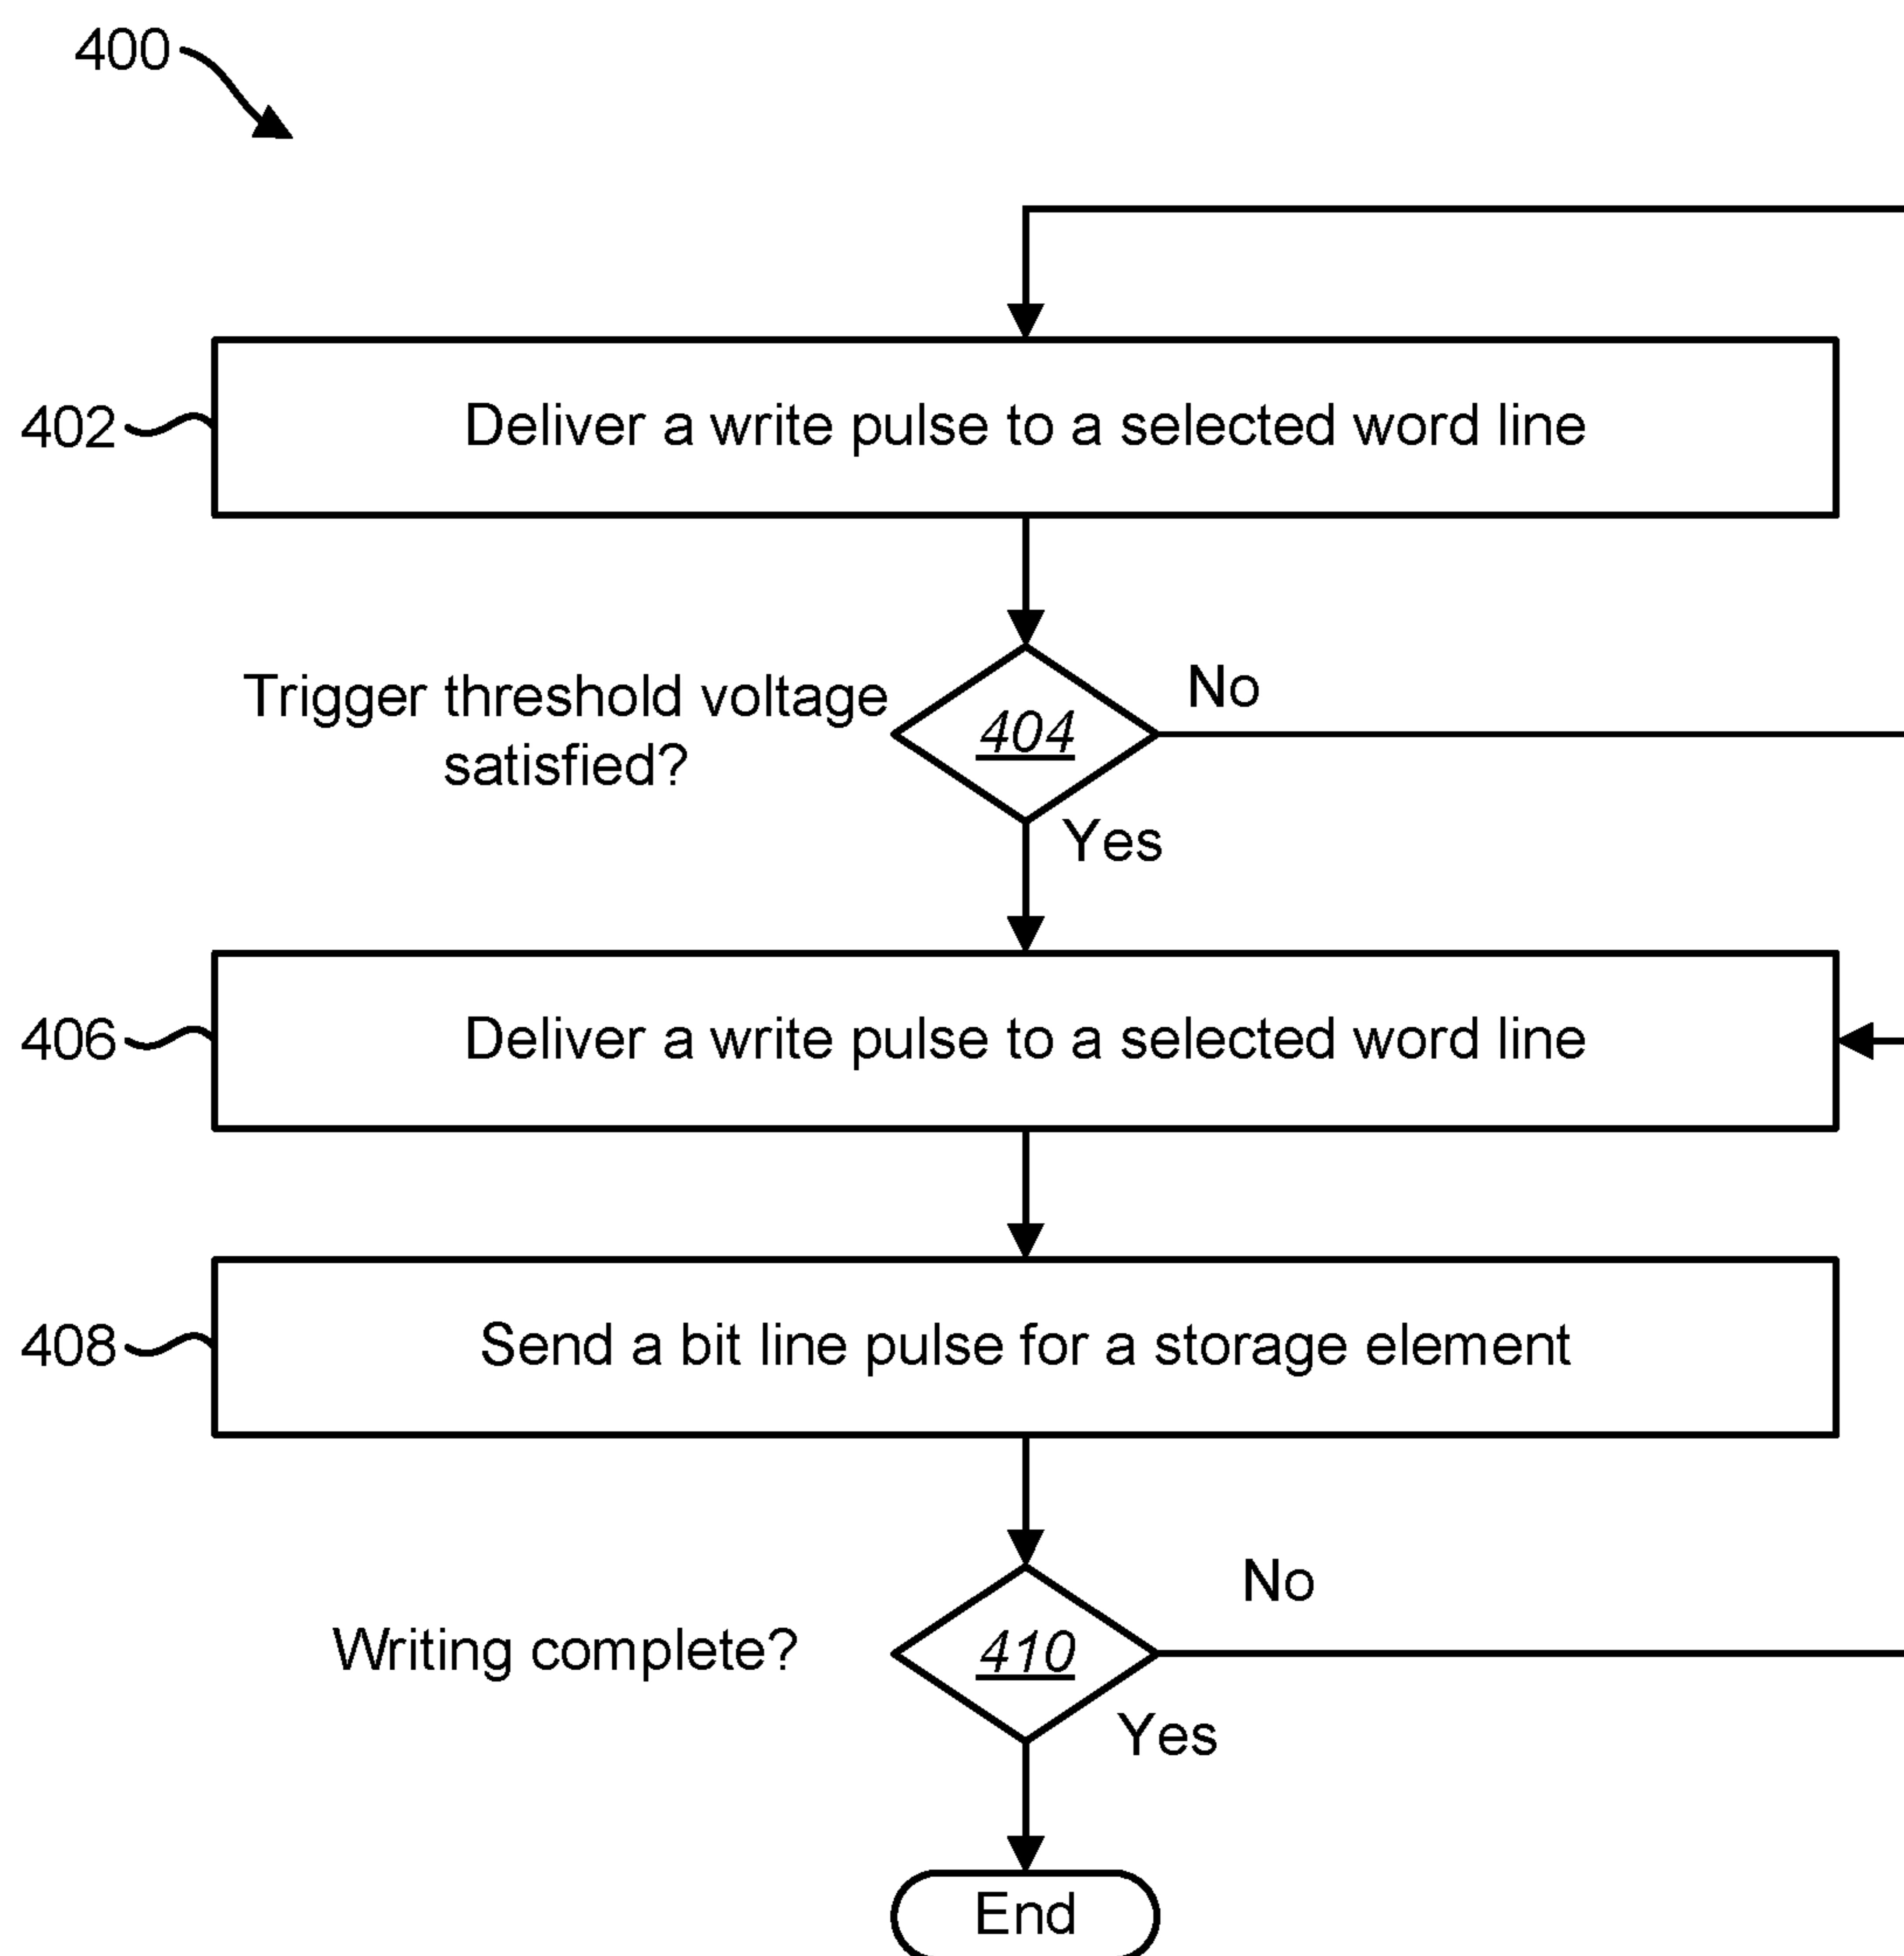 400
402
Deliver a write pulse to a selected word line
Trigger threshold voltage
satisfied?
404
No
Yes
406
Deliver a write pulse to a selected word line
408
Send a bit line pulse for a storage element
Writing complete?
410
No
Yes
End